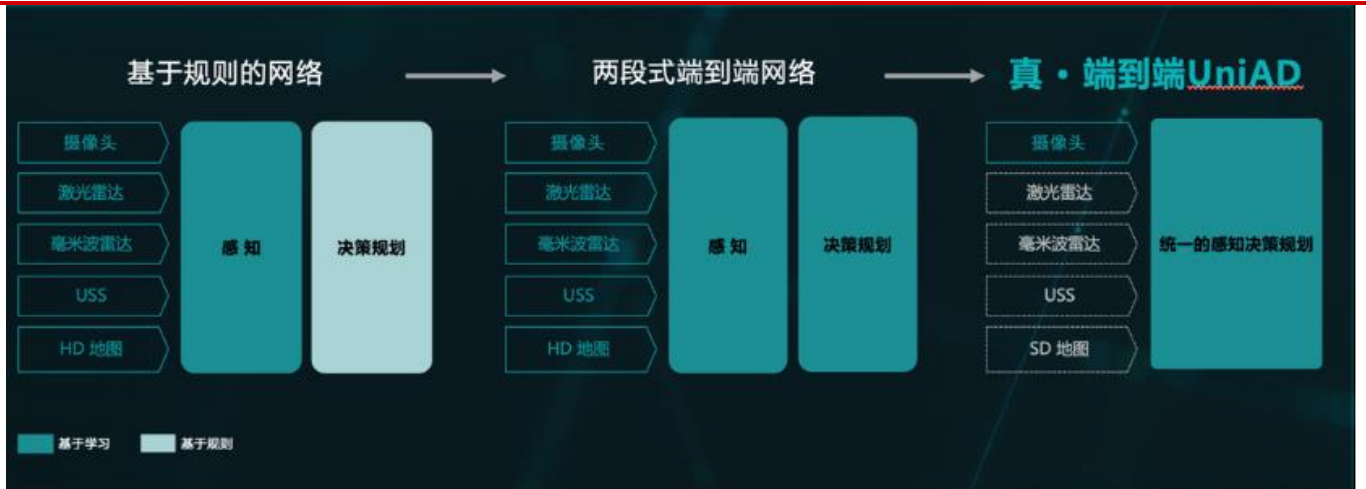 基于规则的网络
两段式端到端网络
真·端到端UniAD
摄像头
激光雷达
毫米波雷达
USS
HD 地图
感知
决策规划
摄像头
激光雷达
毫米波雷达
USS
HD 地图
感知
决策规划
摄像头
激光雷达
毫米波雷达
USS
SD 地图
统一的感知决策规划
基于学习
基于规则